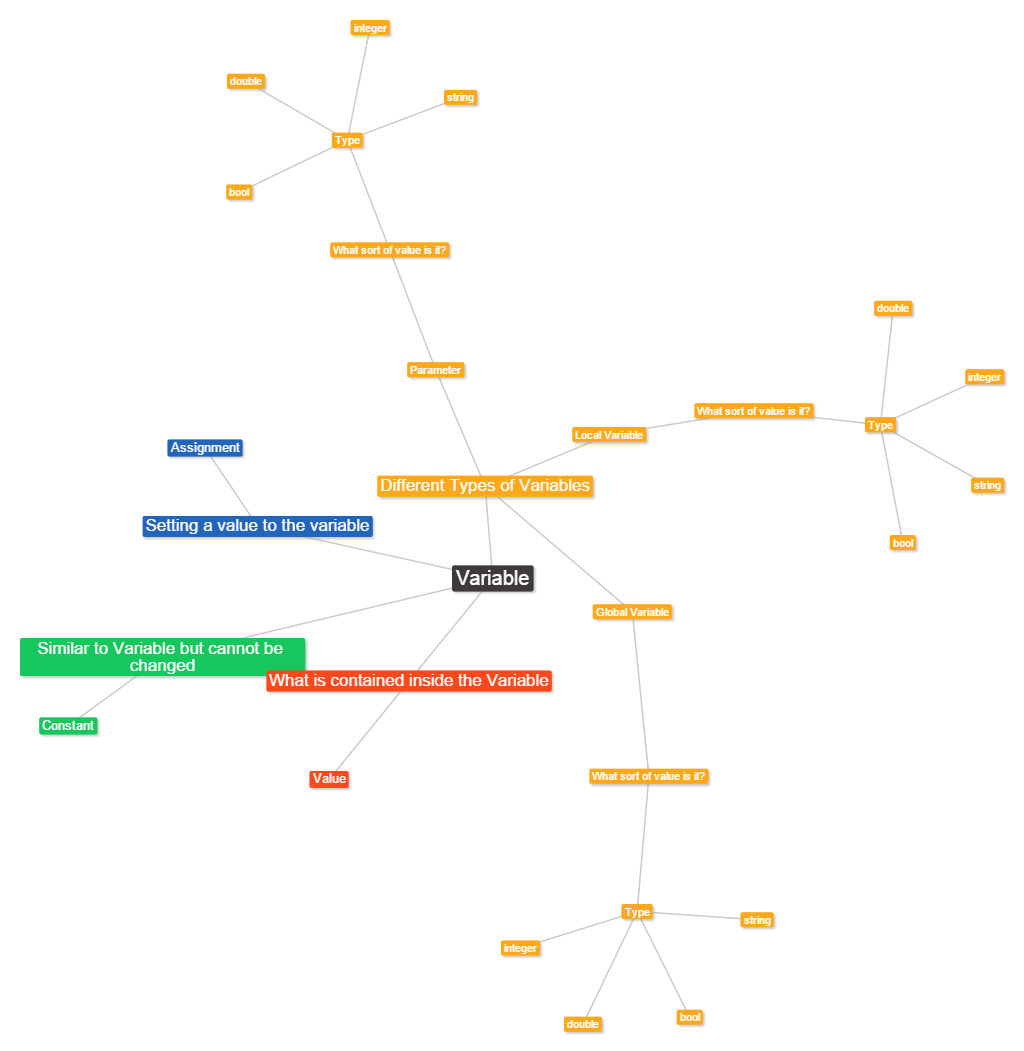 integer
double
string
Type
bool
What sort of value is it?
double
Parameter
integer
What sort of value is it?
Type
Local Variable
Assignment
Different Types of Variables
string
Setting a value to the variable
bool
Variable
Global Variable
Similar to Variable but cannot be
changed
What is contained inside the Variable
Constant
Value
What sort of value is it?
Type
string
integer
double
bool